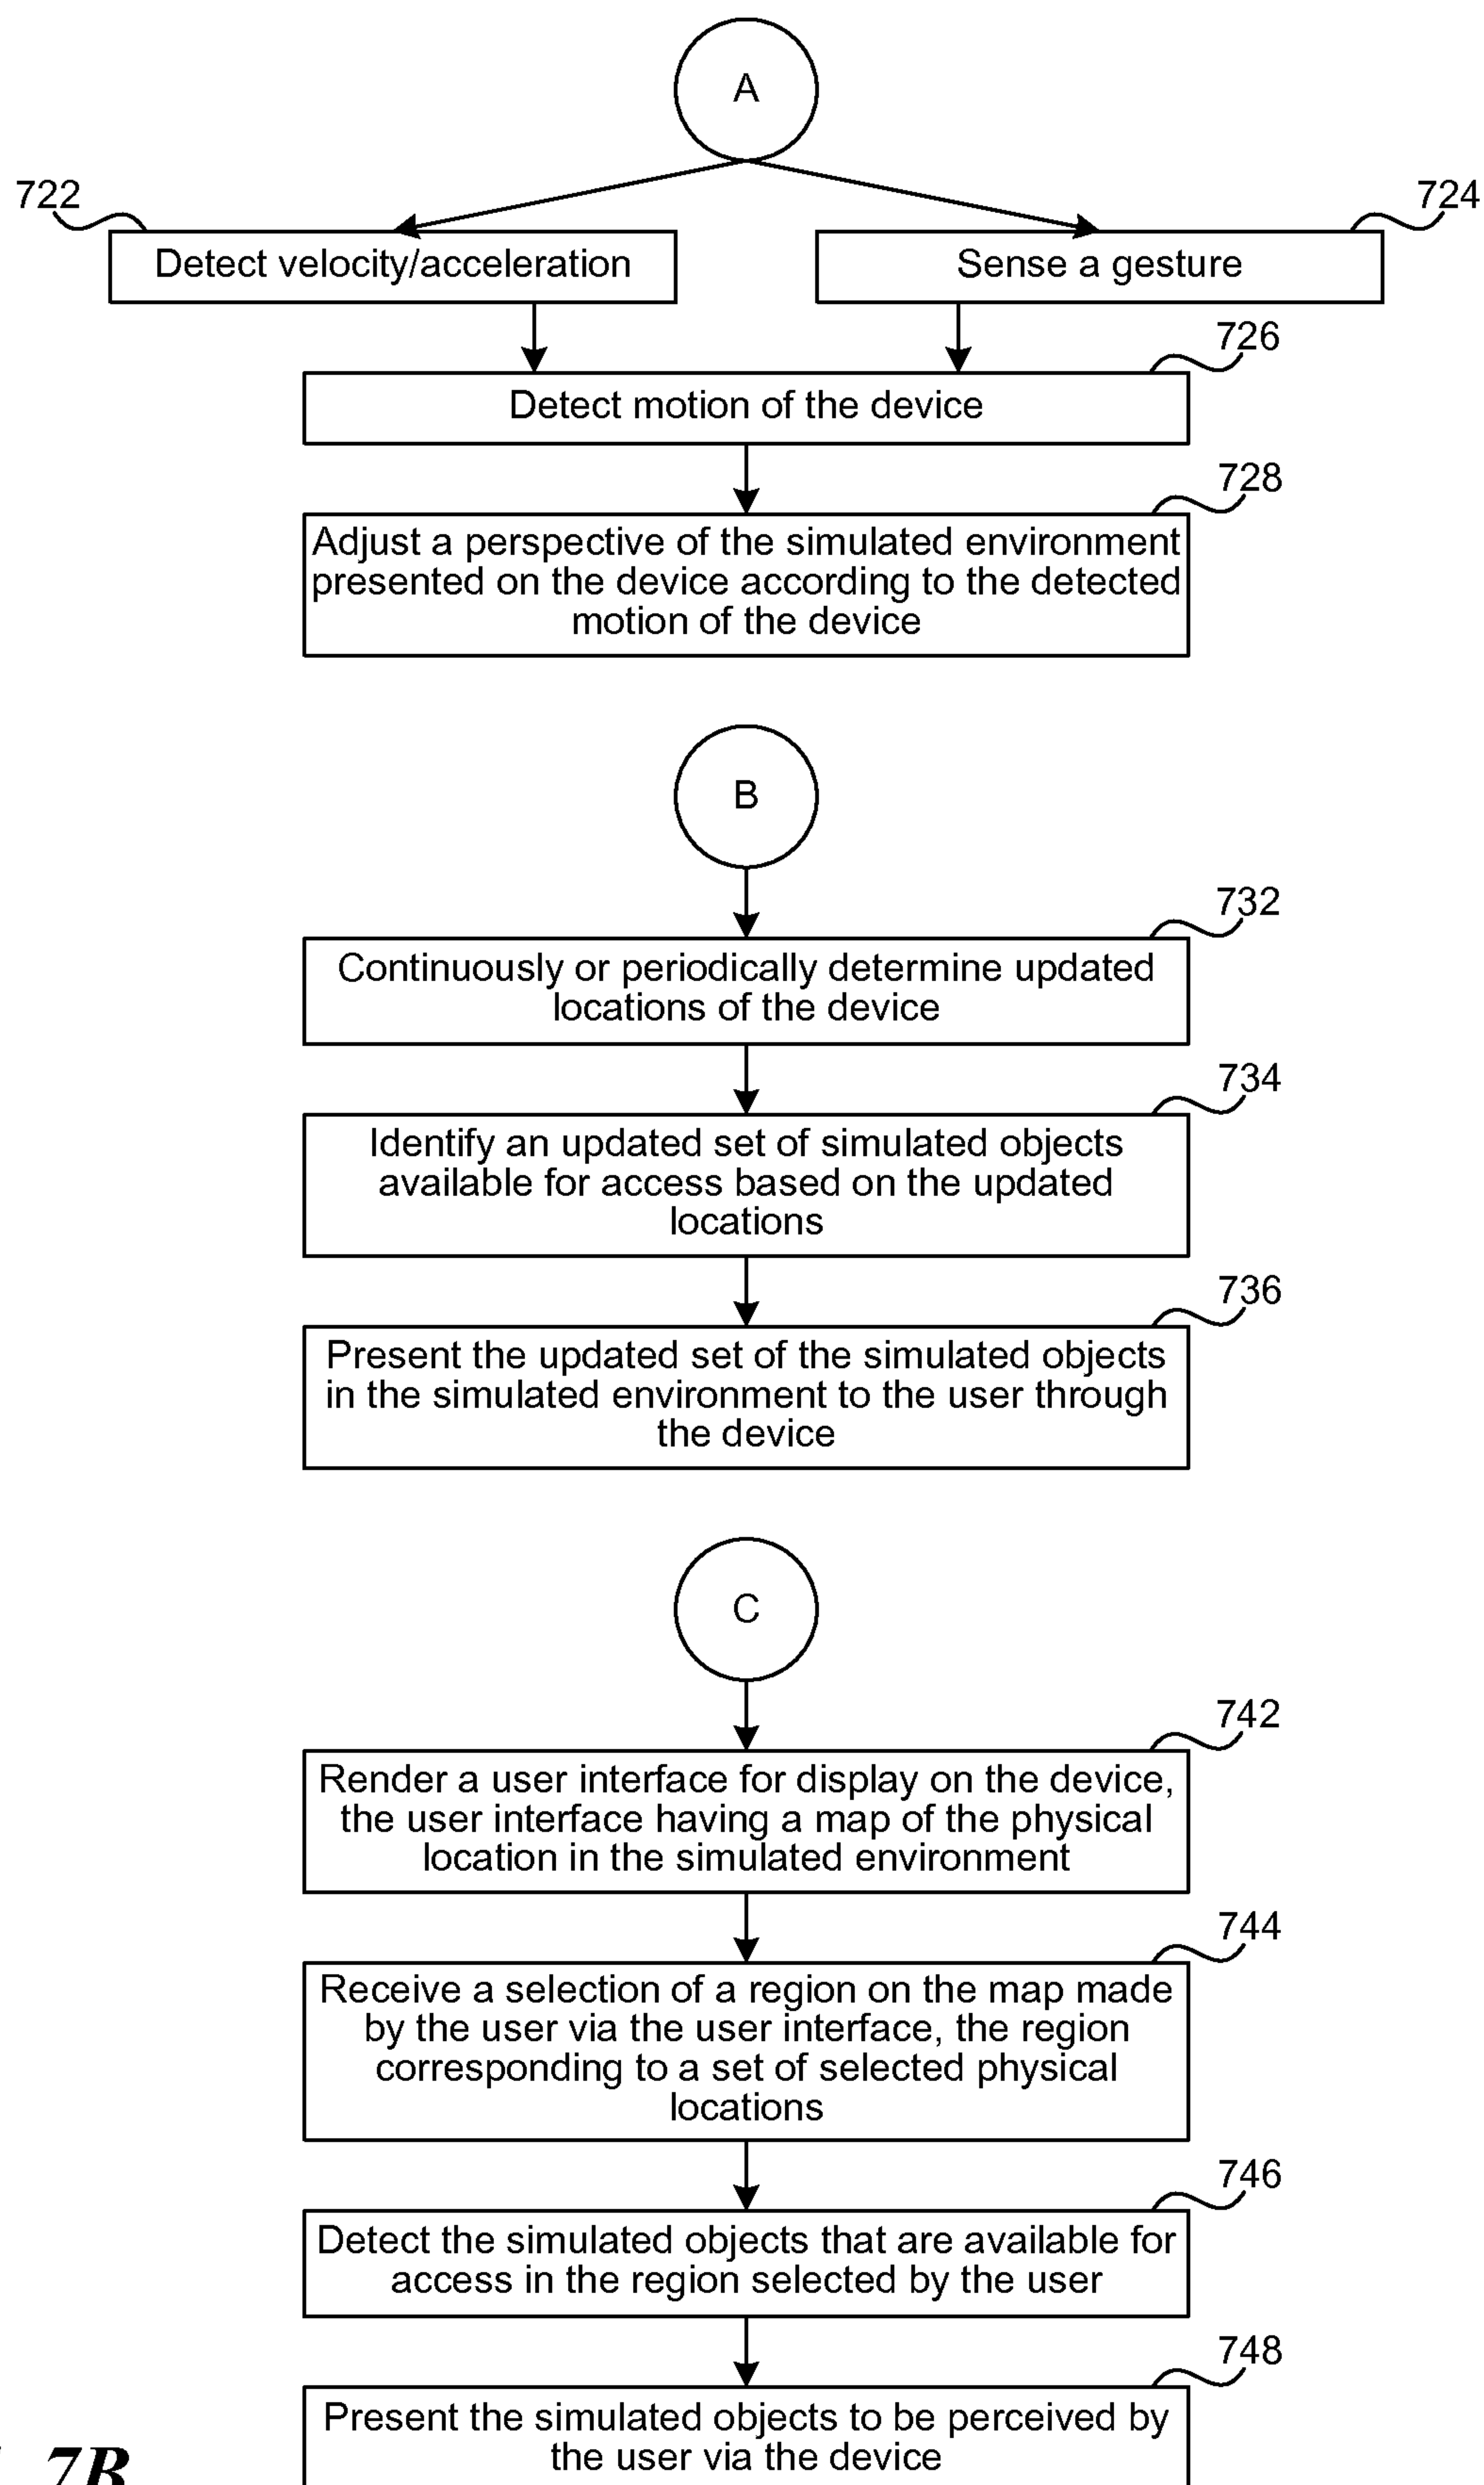 A
722
724
Detect velocity/acceleration
Sense a gesture
726
Detect motion of the device
728
Adjust a perspective of the simulated environment
presented on the device according to the detected
motion of the device
B
732
Continuously or periodically determine updated
locations of the device
734
Identify an updated set of simulated objects
available for access based on the updated
locations
736
Present the updated set of the simulated objects
in the simulated environment to the user through
the device
C
742
Render a user interface for display on the device,
the user interface having a map of the physical
location in the simulated environment
744
Receive a selection of a region on the map made
by the user via the user interface, the region
corresponding to a set of selected physical
locations
746
Detect the simulated objects that are available for
access in the region selected by the user
748
Present the simulated objects to be perceived by
the user via the device
7B